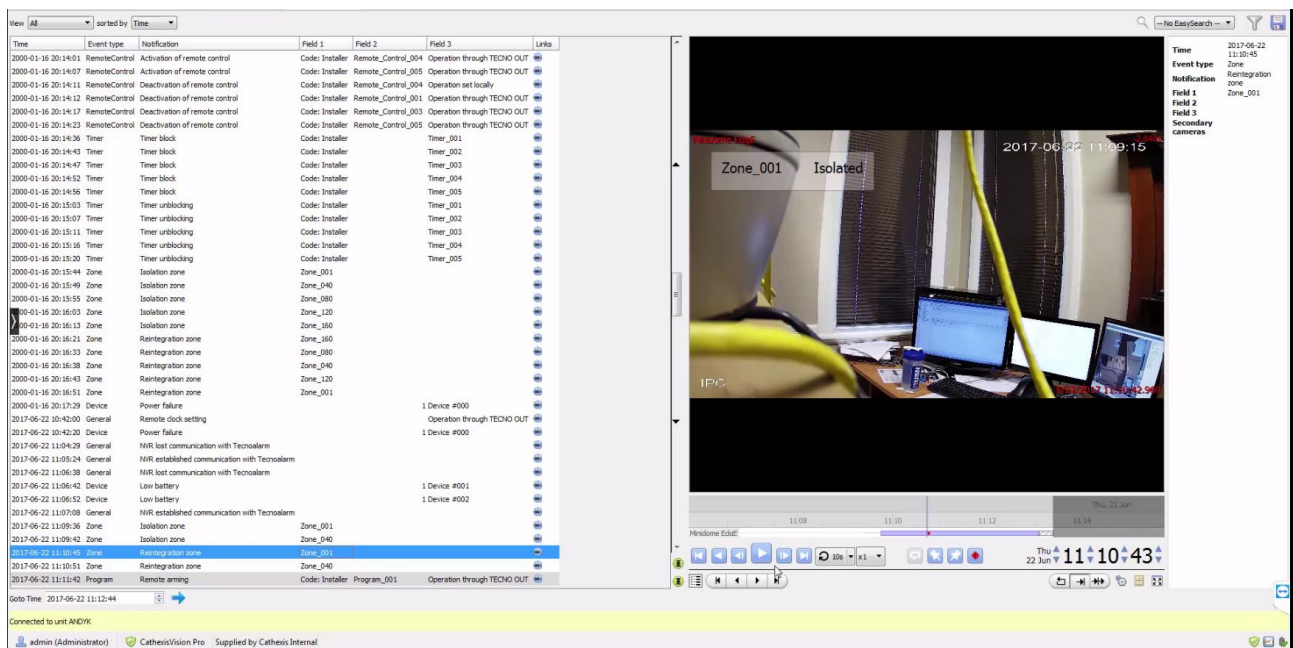 View All sorted by Time -- No EasySearch --
Time Event type Notification Field 1 Field 2 Field 3 Links
2000-01-16 20:14:01 RemoteControl Activation of remote control Code: Installer Remote_Control_004 Operation through TECNO OUT
2000-01-16 20:14:07 RemoteControl Activation of remote control Code: Installer Remote_Control_005 Operation through TECNO OUT
2000-01-16 20:14:11 RemoteControl Deactivation of remote control Code: Installer Remote_Control_004 Operation set locally
2000-01-16 20:14:12 RemoteControl Deactivation of remote control Code: Installer Remote_Control_001 Operation through TECNO OUT
2000-01-16 20:14:17 RemoteControl Deactivation of remote control Code: Installer Remote_Control_003 Operation through TECNO OUT
2000-01-16 20:14:23 RemoteControl Deactivation of remote control Code: Installer Remote_Control_005 Operation through TECNO OUT
2000-01-16 20:14:36 Timer Timer block Code: Installer Timer_001
2000-01-16 20:14:43 Timer Timer block Code: Installer Timer_002
2000-01-16 20:14:47 Timer Timer block Code: Installer Timer_003
2000-01-16 20:14:52 Timer Timer block Code: Installer Timer_004
2000-01-16 20:14:56 Timer Timer block Code: Installer Timer_005
2000-01-16 20:15:03 Timer Timer unblocking Code: Installer Timer_001
2000-01-16 20:15:07 Timer Timer unblocking Code: Installer Timer_002
2000-01-16 20:15:11 Timer Timer unblocking Code: Installer Timer_003
2000-01-16 20:15:16 Timer Timer unblocking Code: Installer Timer_004
2000-01-16 20:15:20 Timer Timer unblocking Code: Installer Timer_005
2000-01-16 20:15:44 Zone Isolation zone Zone_001
2000-01-16 20:15:49 Zone Isolation zone Zone_040
2000-01-16 20:15:55 Zone Isolation zone Zone_080
00-01-16 20:16:03 Zone Isolation zone Zone_120
00-01-16 20:16:13 Zone Isolation zone Zone_160
2000-01-16 20:16:21 Zone Reintegration zone Zone_160
2000-01-16 20:16:33 Zone Reintegration zone Zone_080
2000-01-16 20:16:38 Zone Reintegration zone Zone_040
2000-01-16 20:16:43 Zone Reintegration zone Zone_120
2000-01-16 20:16:51 Zone Reintegration zone Zone_001
2000-01-16 20:17:29 Device Power failure 1 Device #000
2017-06-22 10:42:00 General Remote clock setting Operation through TECNO OUT
2017-06-22 10:42:20 Device Power failure 1 Device #000
2017-06-22 11:04:29 General NVR lost communication with Tecnoalarm
2017-06-22 11:05:24 General NVR established communication with Tecnoalarm
2017-06-22 11:06:38 General NVR lost communication with Tecnoalarm
2017-06-22 11:06:42 Device Low battery 1 Device #001
2017-06-22 11:06:52 Device Low battery 1 Device #002
2017-06-22 11:07:08 General NVR established communication with Tecnoalarm
2017-06-22 11:09:36 Zone Isolation zone Zone_001
2017-06-22 11:09:42 Zone Isolation zone Zone_040
2017-06-22 11:10:45 Zone Reintegration zone Zone_001
2017-06-22 11:10:51 Zone Reintegration zone Zone_040
2017-06-22 11:11:42 Program Remote arming Code: Installer Program_001 Operation through TECNO OUT
Goto Time 2017-06-22 11:12:44
Connected to unit ANDYK
admin (Administrator) CathexisVision Pro Supplied by Cathexis Internal
Minidome EdgE
2017-06-22 11:09:15
Zone_001 Isolated
IPC
Thu, 22 Jun
11:08 11:10 11:12 11:14
Minidome EdgE
10s x1 Thu 22 Jun 11 10 43
Time 2017-06-22 11:10:45
Event type Zone
Notification Reintegration zone
Field 1 Zone_001
Field 2
Field 3
Secondary cameras